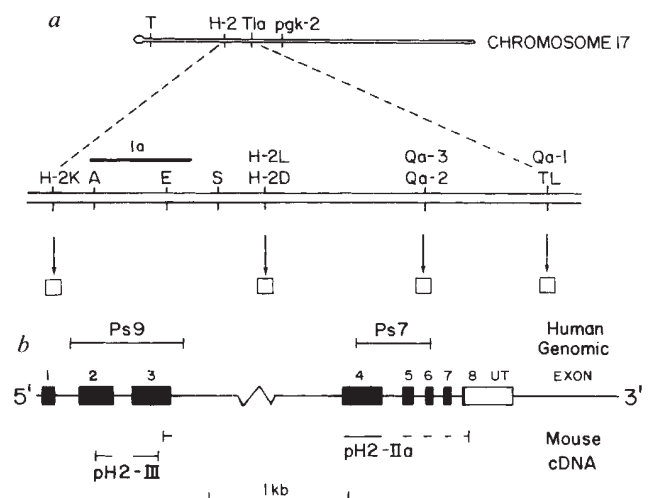 a
T H-2 Tla pgk-2
CHROMOSOME 17
Ia
H-2L Qa-3 Qa-1
H-2K A E S H-2D Qa-2 TL
b
Ps9 Ps7 Human
Genomic
1 2 3 4 5 6 7 8 UT EXON
5' 3'
pH2-III pH2-IIa Mouse
cDNA
1kb